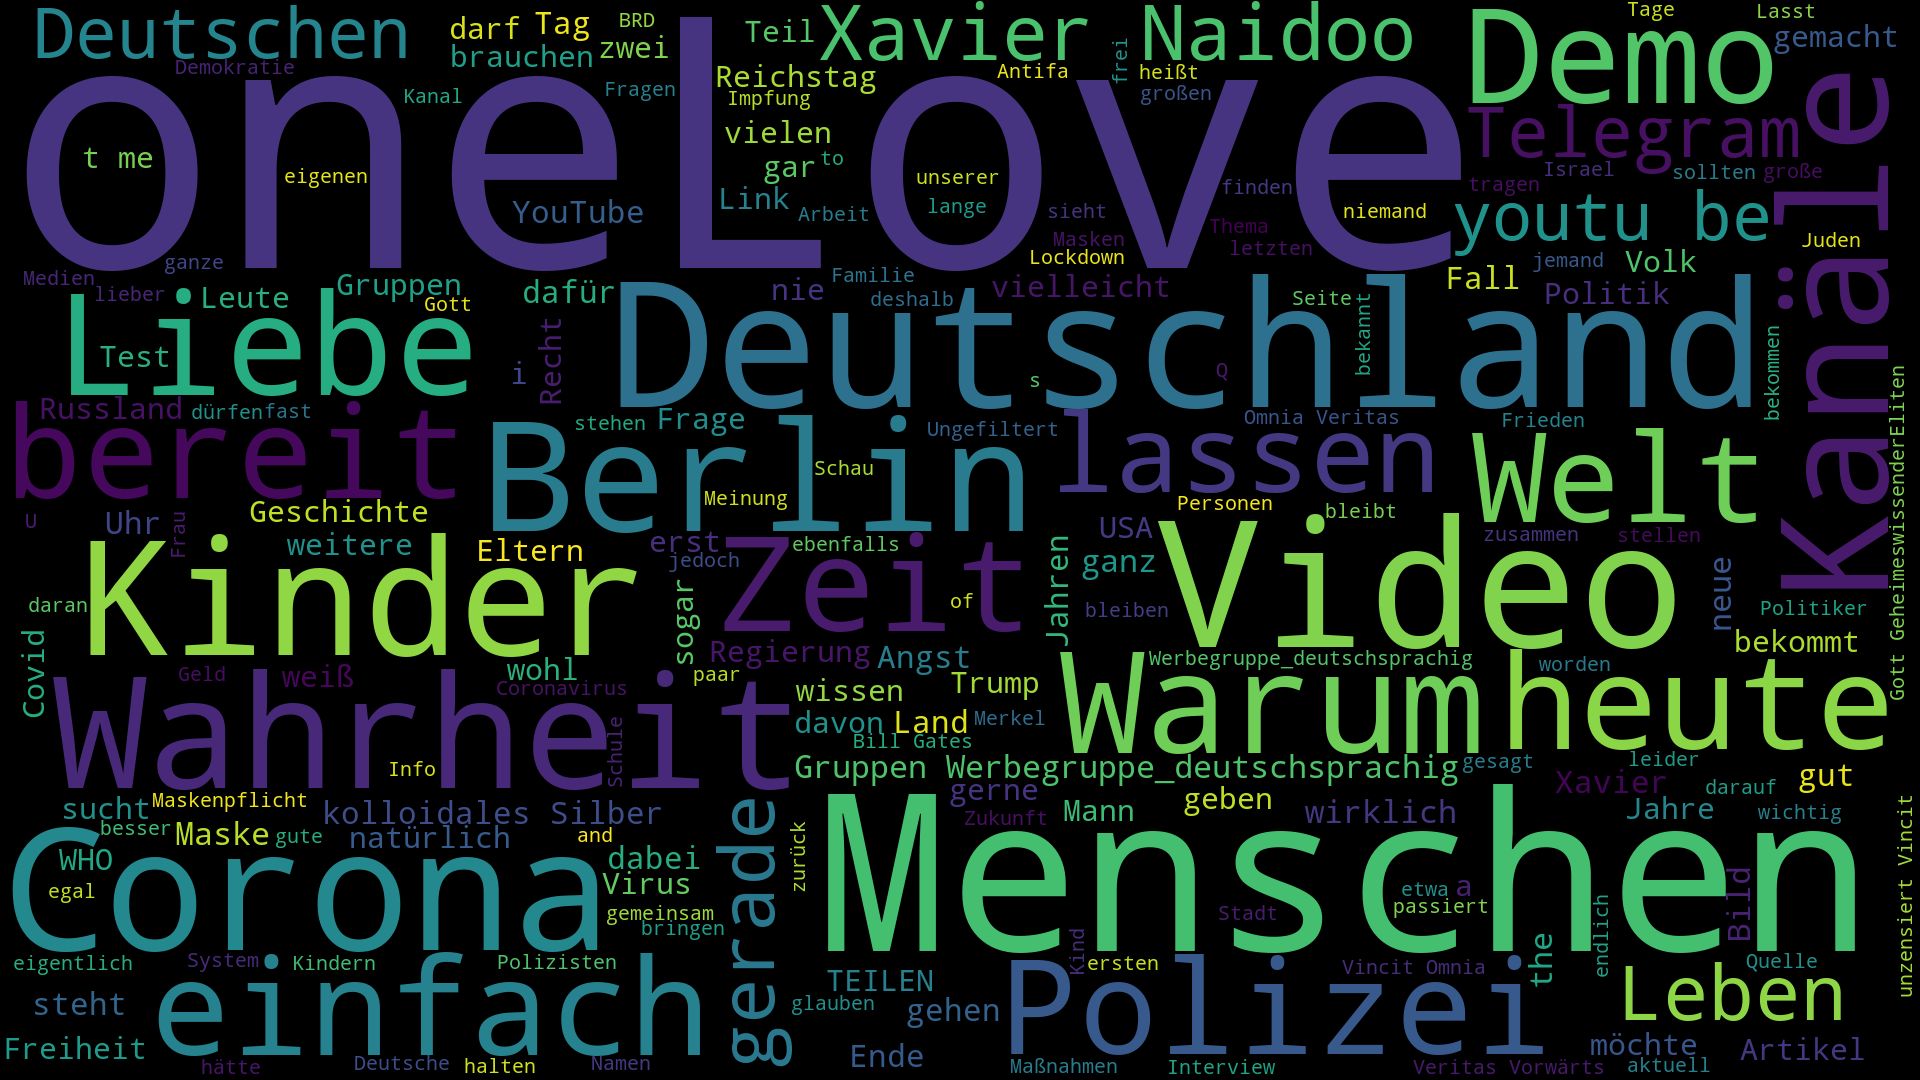 Deutschen
darf Tag
BRD
brauchen
zwei
Teil
Xavier Naidoo
Demo
Tage
Lasst
gemacht
Demokratie
oneLove
Kanal
Fragen
Reichstag
Antifa
frei
heißt
großen
Impfung
Telegram
Kanäle
t me
eigenen
vielen
gar
to
unserer
Israel
sollten
große
YouTube
Link
Arbeit
lange
sieht
finden
niemand
tragen
youtu be
Masken
Thema
letzten
Juden
Medien
ganze
lieber
Leute
Gruppen
Gott
dafür
nie
Familie
deshalb
Lockdown
vielleicht
Seite
Fall
jemand
Volk
Politik
Liebe
Deutschland
Test
i
Recht
s
Q
bekannt
bekommen
Russland
dürfen
fast
stehen
Frage
Ungefiltert
Omnia Veritas
Frieden
bereit
Berlin
Schau
Meinung
lassen
Welt
Gott GeheimeswissenderEliten
U
Uhr
Frau
Geschichte
weitere
Eltern
erst
jedoch
ebenfalls
USA
Personen
bleibt
zusammen
stellen
Kinder
Zeit
Jahren
ganz
Video
neue
daran
sogar
of
bleiben
Politiker
bekommt
Covid
Geld
weiß
wohl
Coronavirus
Regierung
Angst
paar
Werbegruppe_deutschsprachig
worden
Wahrheit
wissen
Trump
Warum
heute
davon
Land
Merkel
Bill Gates
Info
Schule
Gruppen Werbegruppe_deutschsprachig
gesagt
leider
sucht
Maskenpflicht
kolloidales Silber
gerade
gerne
Zukunft
Mann
geben
wirklich
Xavier
darauf
gut
Jahre
wichtig
besser
Maske
gute
natürlich
and
WHO
egal
Corona
dabei
Virus
gemeinsam
bringen
zurück
Menschen
etwa
a
passiert
Stadt
Bild
unzensiert Vincit
eigentlich
System
Kindern
Polizisten
TEILEN
Kind
ersten
Vincit Omnia
the
endlich
Quelle
steht
einfach
glauben
gehen
Polizei
Leben
Freiheit
hätte
Deutsche
halten
Namen
Ende
Maßnahmen
Interview
Veritas Vorwärts
möchte
aktuell
Artikel